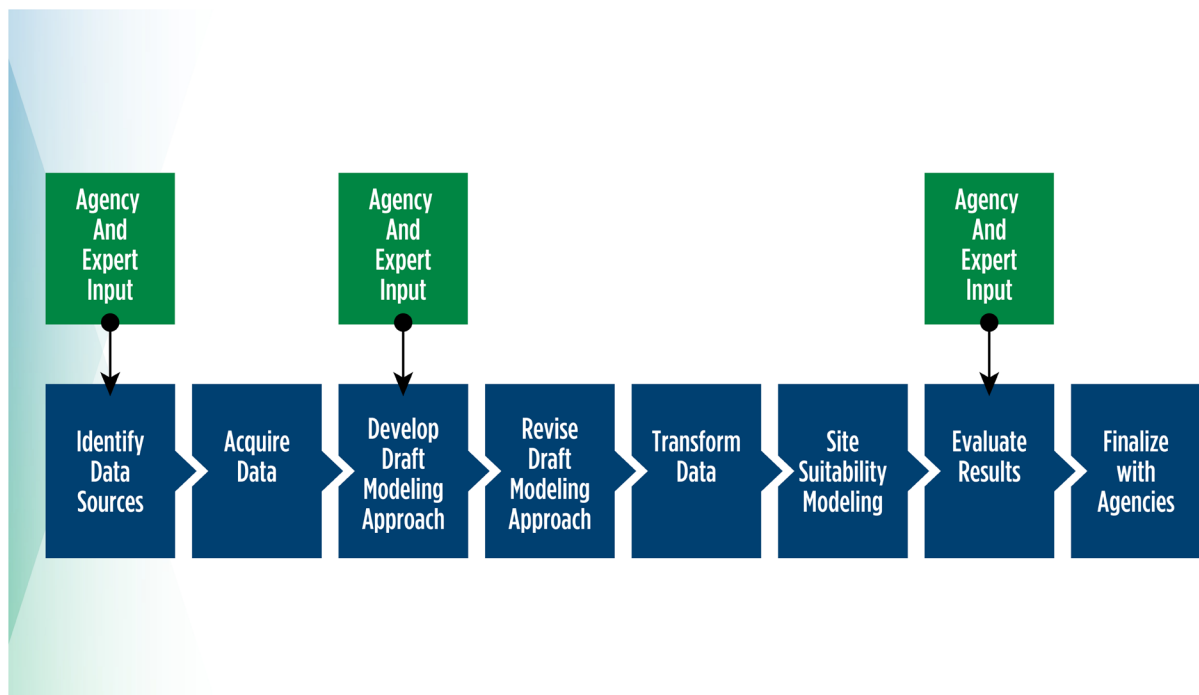 Agency
And
Expert
Input
Agency
And
Expert
Input
Agency
And
Expert
Input
Identify
Data
Sources
Acquire
Data
Develop
Draft
Modeling
Approach
Revise
Draft
Modeling
Approach
Transform
Data
Site
Suitability
Modeling
Evaluate
Results
Finalize
with
Agencies